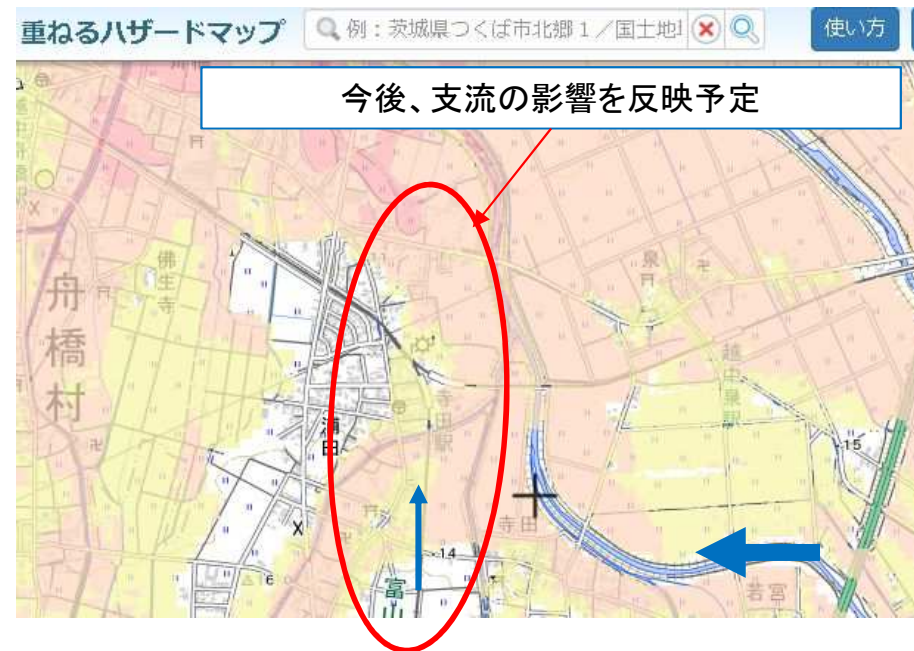 重ねるハザードマップ
例：茨城県つくば市北郷１／国土地
使い方
今後、支流の影響を反映予定
佛生寺
泉
舟橋村
越中泉駅
寺田駅
浦田
15
寺田
14
富山
若宮